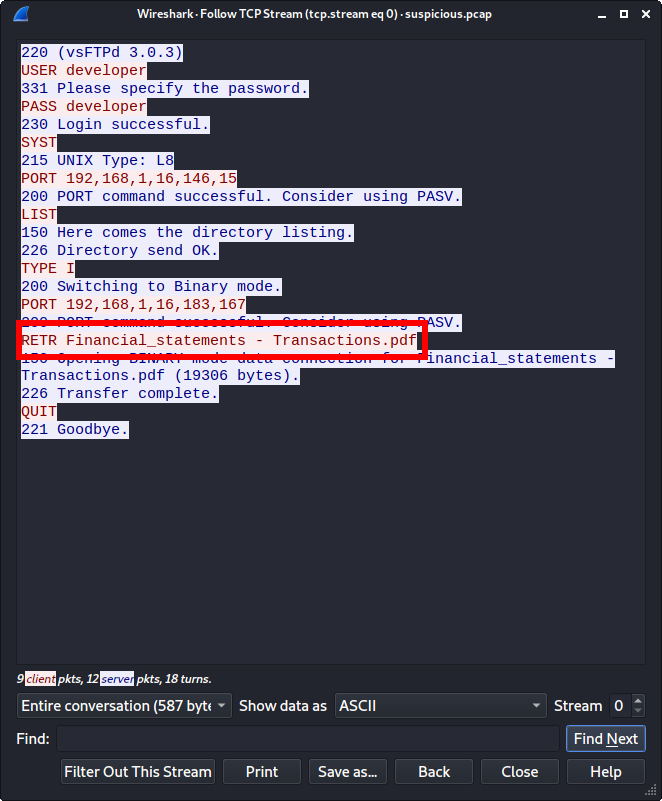 Wireshark · Follow TCP Stream (tcp.stream eq 0) · suspicious.pcap
220 (vsFTPd 3.0.3)
USER developer
331 Please specify the password.
PASS developer
230 Login successful.
SYST
215 UNIX Type: L8
PORT 192,168,1,16,146,15
200 PORT command successful. Consider using PASV.
LIST
150 Here comes the directory listing.
226 Directory send OK.
TYPE I
200 Switching to Binary mode.
PORT 192,168,1,16,183,167
200 PORT command successful. Consider using PASV.
RETR Financial_statements - Transactions.pdf
150 Opening BINARY mode data connection for Financial_statements -
Transactions.pdf (19306 bytes).
226 Transfer complete.
QUIT
221 Goodbye.
9 client pkts, 12 server pkts, 18 turns.
Entire conversation (587 byte Show data as ASCII Stream 0
Find: Find Next
Filter Out This Stream Print Save as... Back Close Help